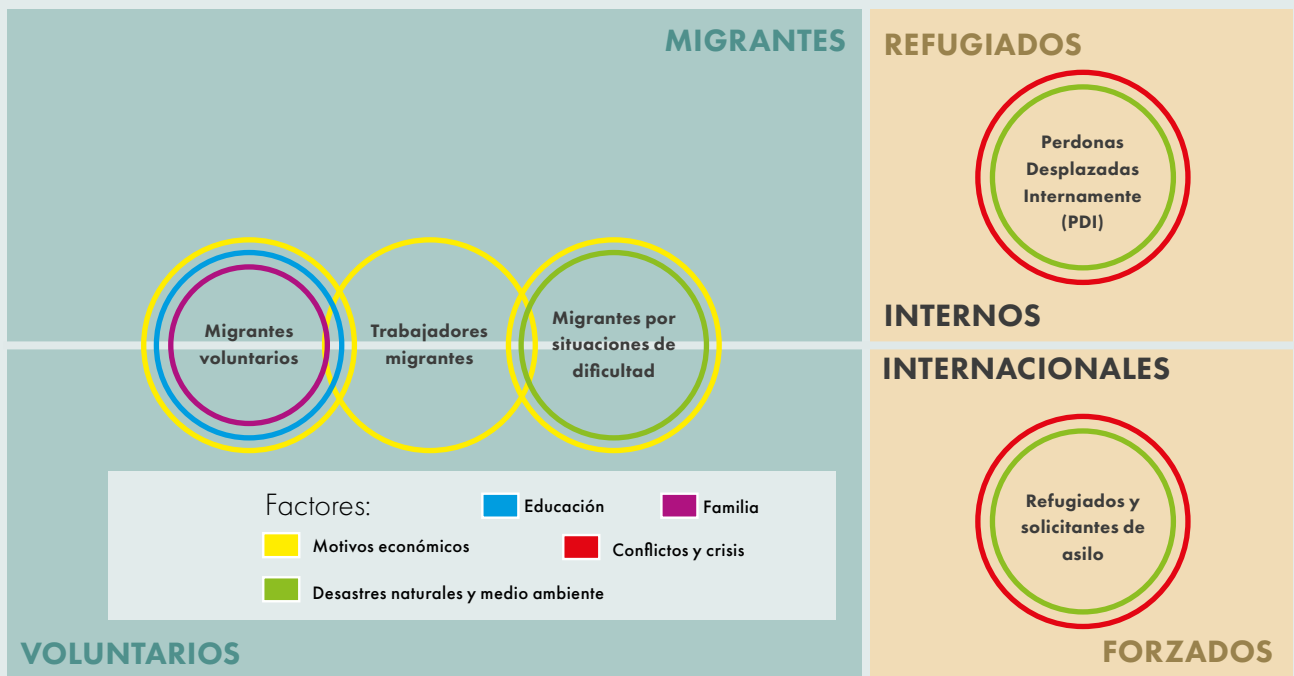 MIGRANTES
REFUGIADOS
Perdonas
Desplazadas
Internamente
(PDI)
INTERNOS
Migrantes
voluntarios
Trabajadores
migrantes
Migrantes por
situaciones de
dificultad
INTERNACIONALES
Factores:
Educación
Familia
Motivos económicos
Conflictos y crisis
Desastres naturales y medio ambiente
Refugiados y
solicitantes de
asilo
VOLUNTARIOS
FORZADOS